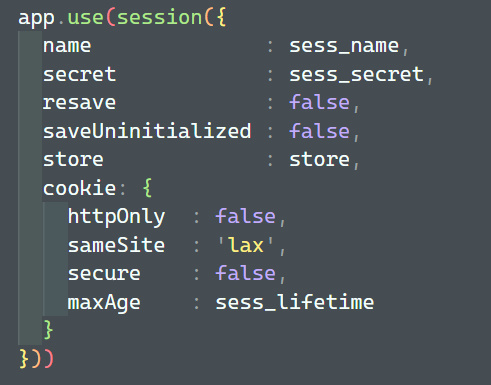 app.use(session({
name : sess_name,
secret : sess_secret,
resave : false,
saveUninitialized : false,
store : store,
cookie: {
httpOnly : false,
sameSite : 'lax',
secure : false,
maxAge : sess_lifetime
}
}))